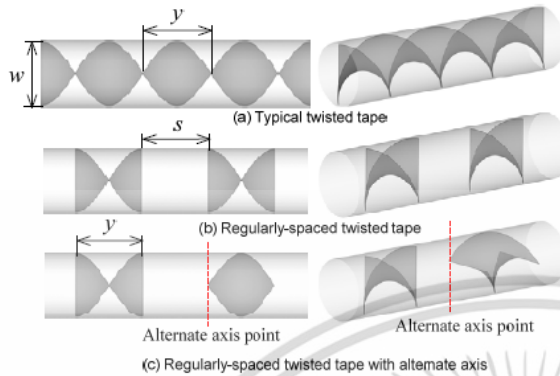 y
w
(a) Typical twisted tape
s
(b) Regularly-spaced twisted tape
y
Alternate axis point
Alternate axis point
(c) Regularly-spaced twisted tape with alternate axis